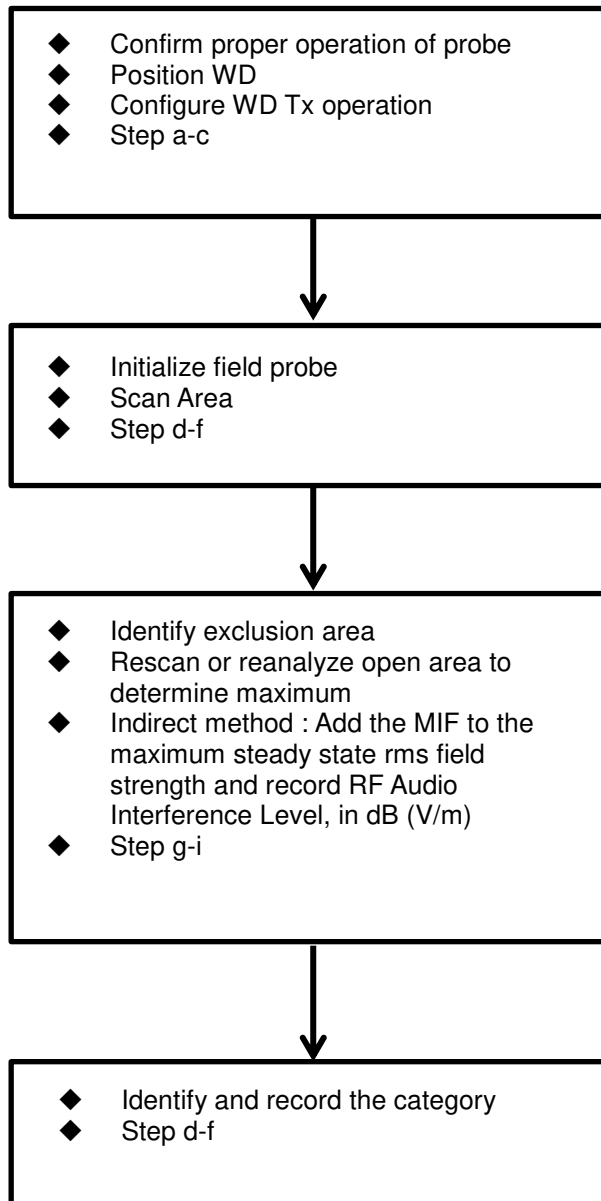 ◆ Confirm proper operation of probe
◆ Position WD
◆ Configure WD Tx operation
◆ Step a-c
◆ Initialize field probe
◆ Scan Area
◆ Step d-f
◆ Identify exclusion area
◆ Rescan or reanalyze open area to
determine maximum
◆ Indirect method : Add the MIF to the
maximum steady state rms field
strength and record RF Audio
Interference Level, in dB (V/m)
◆ Step g-i
◆ Identify and record the category
◆ Step d-f